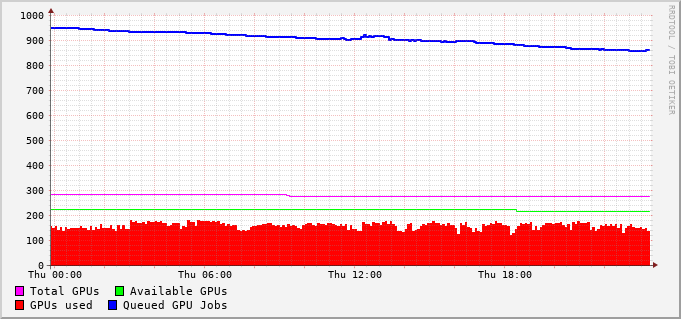 1000
900
800
700
600
500
400
300
200
100
0
Thu 00:00 Thu 06:00 Thu 12:00 Thu 18:00
Total GPUs Available GPUs
GPUs used Queued GPU Jobs
RRDTOOL / TOBI OETIKER